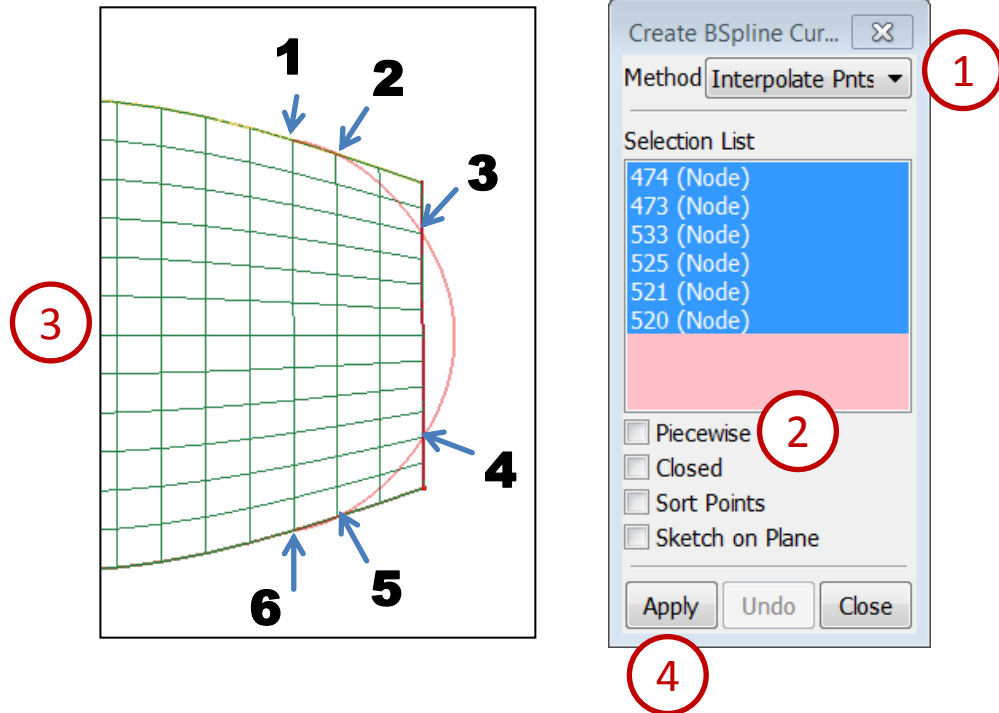 1
2
3
4
5
6
3
Create BSpline Cur...
Method Interpolate Pnts
1
Selection List
474 (Node)
473 (Node)
533 (Node)
525 (Node)
521 (Node)
520 (Node)
Piecewise
2
Closed
Sort Points
Sketch on Plane
Apply Undo Close
4